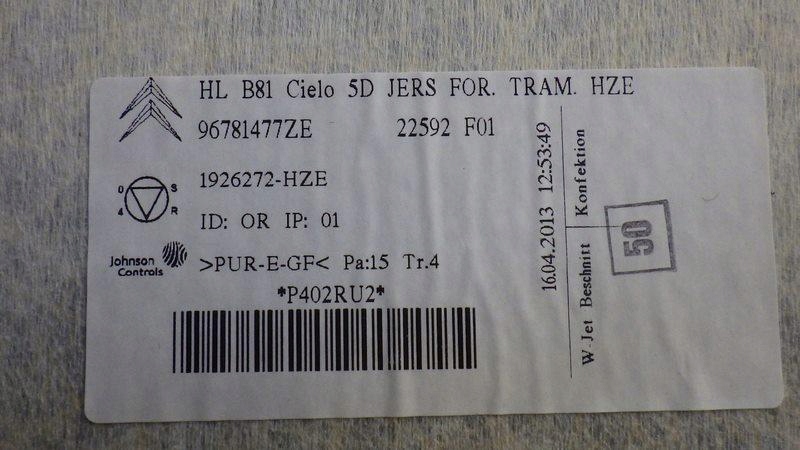 HL B81 Cielo 5D JERS FOR. TRAM. HZE
96781477ZE 22592 F01
1926272-HZE
O S
4 R
ID: OR IP: 01
Johnson
Controls
>PUR-E-GF< Pa:15 Tr.4
*P402RU2*
16.04.2013 12:53:49
W-Jet Beschnitt Konfektion
50